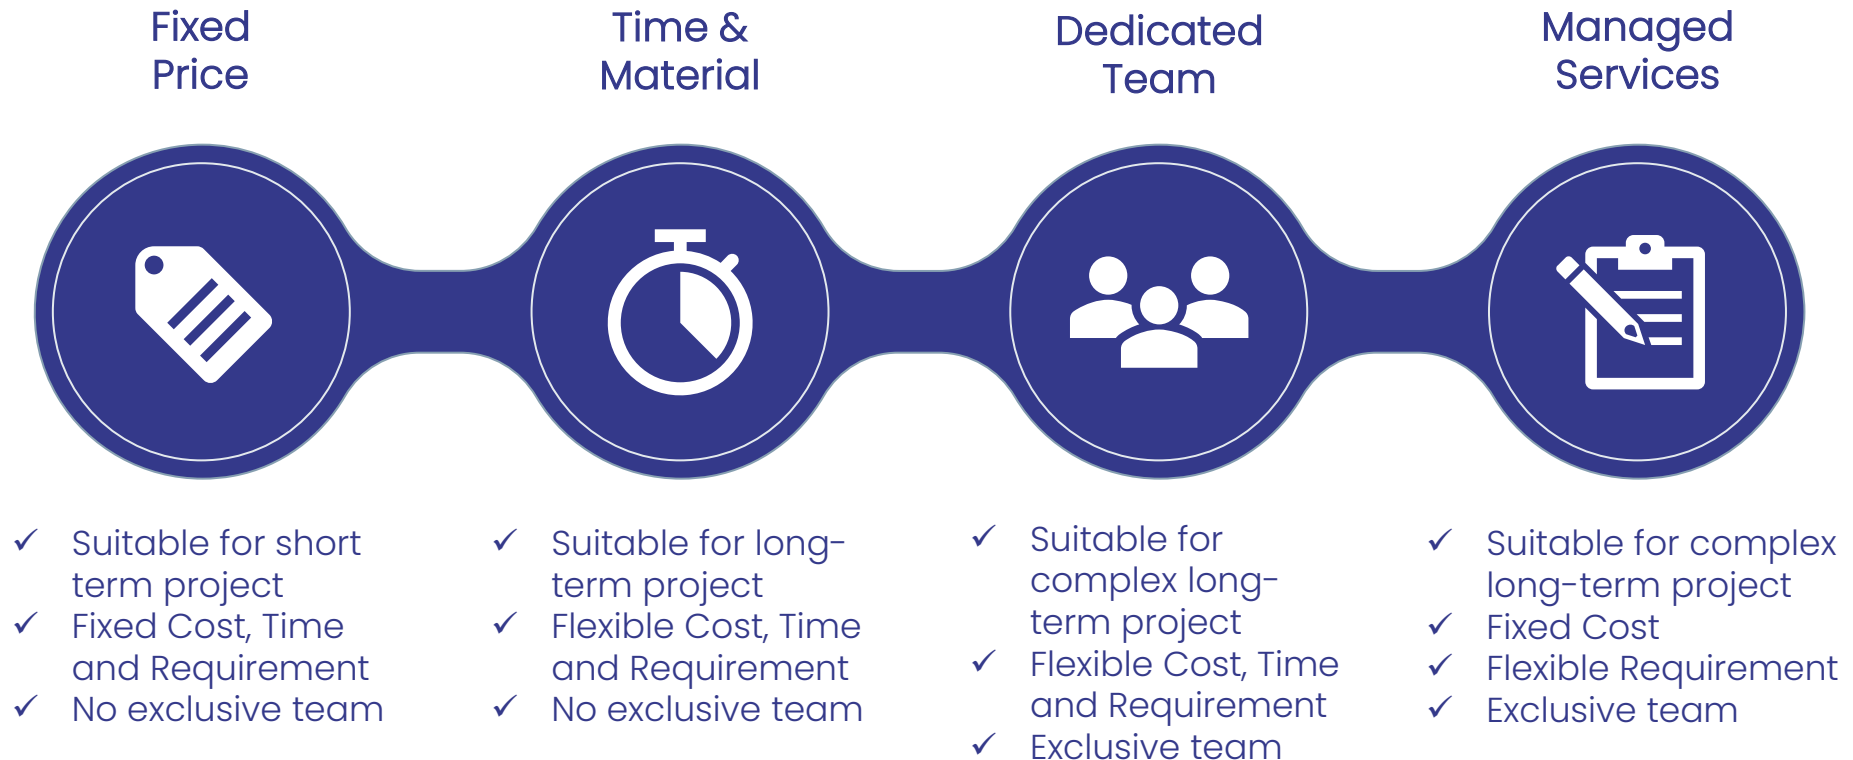 Fixed
Price
Time &
Material
Dedicated
Team
Managed
Services
✓ Suitable for short
term project
✓ Fixed Cost, Time
and Requirement
✓ No exclusive team
✓ Suitable for long-
term project
✓ Flexible Cost, Time
and Requirement
✓ No exclusive team
✓ Suitable for
complex long-
term project
✓ Flexible Cost, Time
and Requirement
✓ Exclusive team
✓ Suitable for complex
long-term project
✓ Fixed Cost
✓ Flexible Requirement
✓ Exclusive team